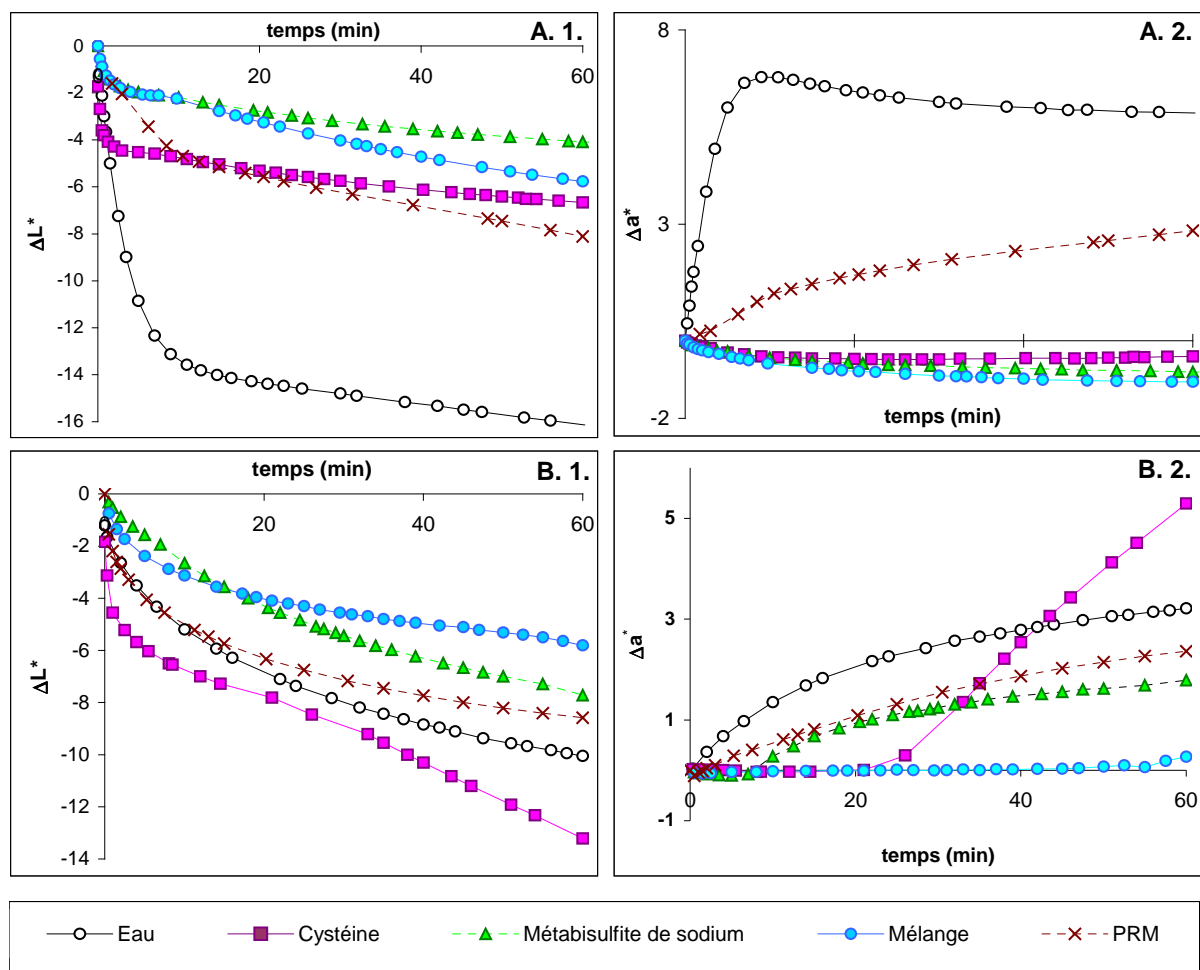 temps (min)
A. 1.
0
20
40
60
-2
-4
-6
-8
-10
-12
-14
-16
ΔL*
A. 2.
8
3
-2
Δa*
20
40
60
temps (min)
temps (min)
B. 1.
0
20
40
60
-2
-4
-6
-8
-10
-12
-14
ΔL*
B. 2.
5
3
1
-1
Δa*
0
20
40
60
temps (min)
Eau
Cystéine
Métabisulfite de sodium
Mélange
PRM